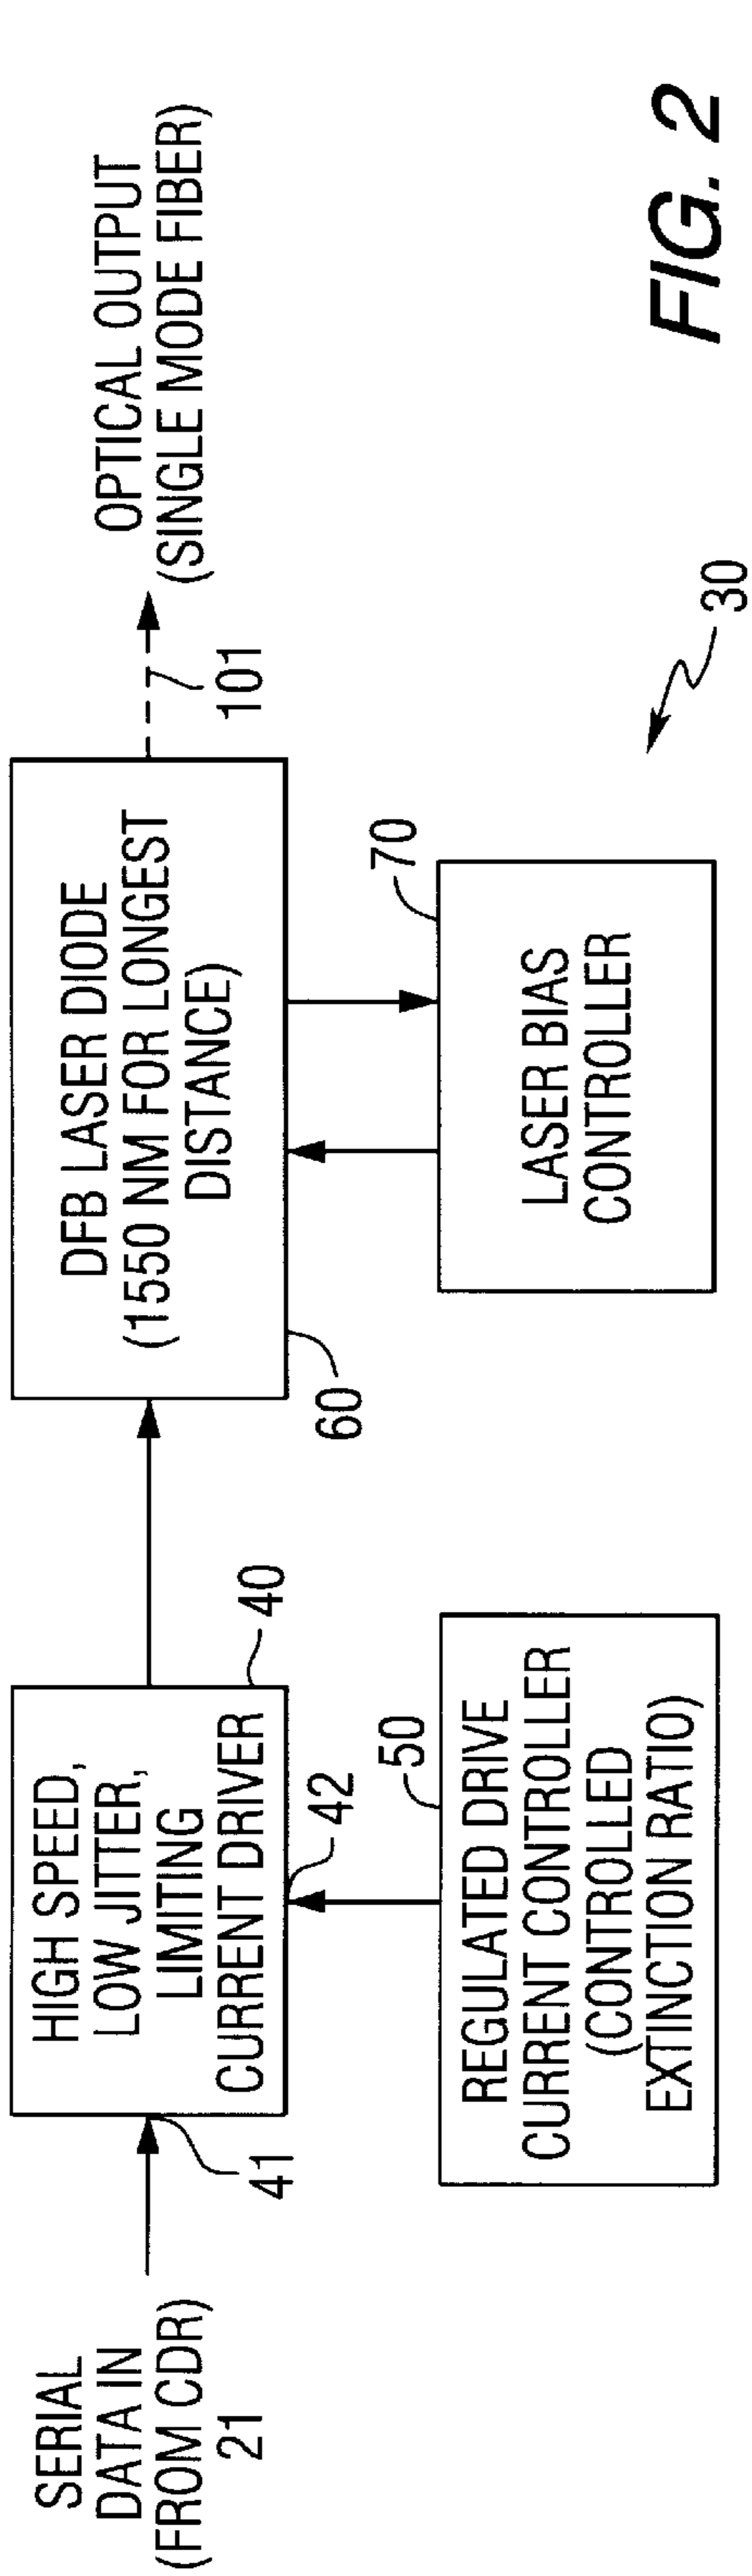 SERIAL
DATA IN
(FROM CDR)
21
41
HIGH SPEED,
LOW JITTER,
LIMITING
CURRENT DRIVER
40
42
50
REGULATED DRIVE
CURRENT CONTROLLER
(CONTROLLED
EXTINCTION RATIO)
DFB LASER DIODE
(1550 NM FOR LONGEST
DISTANCE)
60
70
LASER BIAS
CONTROLLER
101
OPTICAL OUTPUT
(SINGLE MODE FIBER)
30
FIG. 2